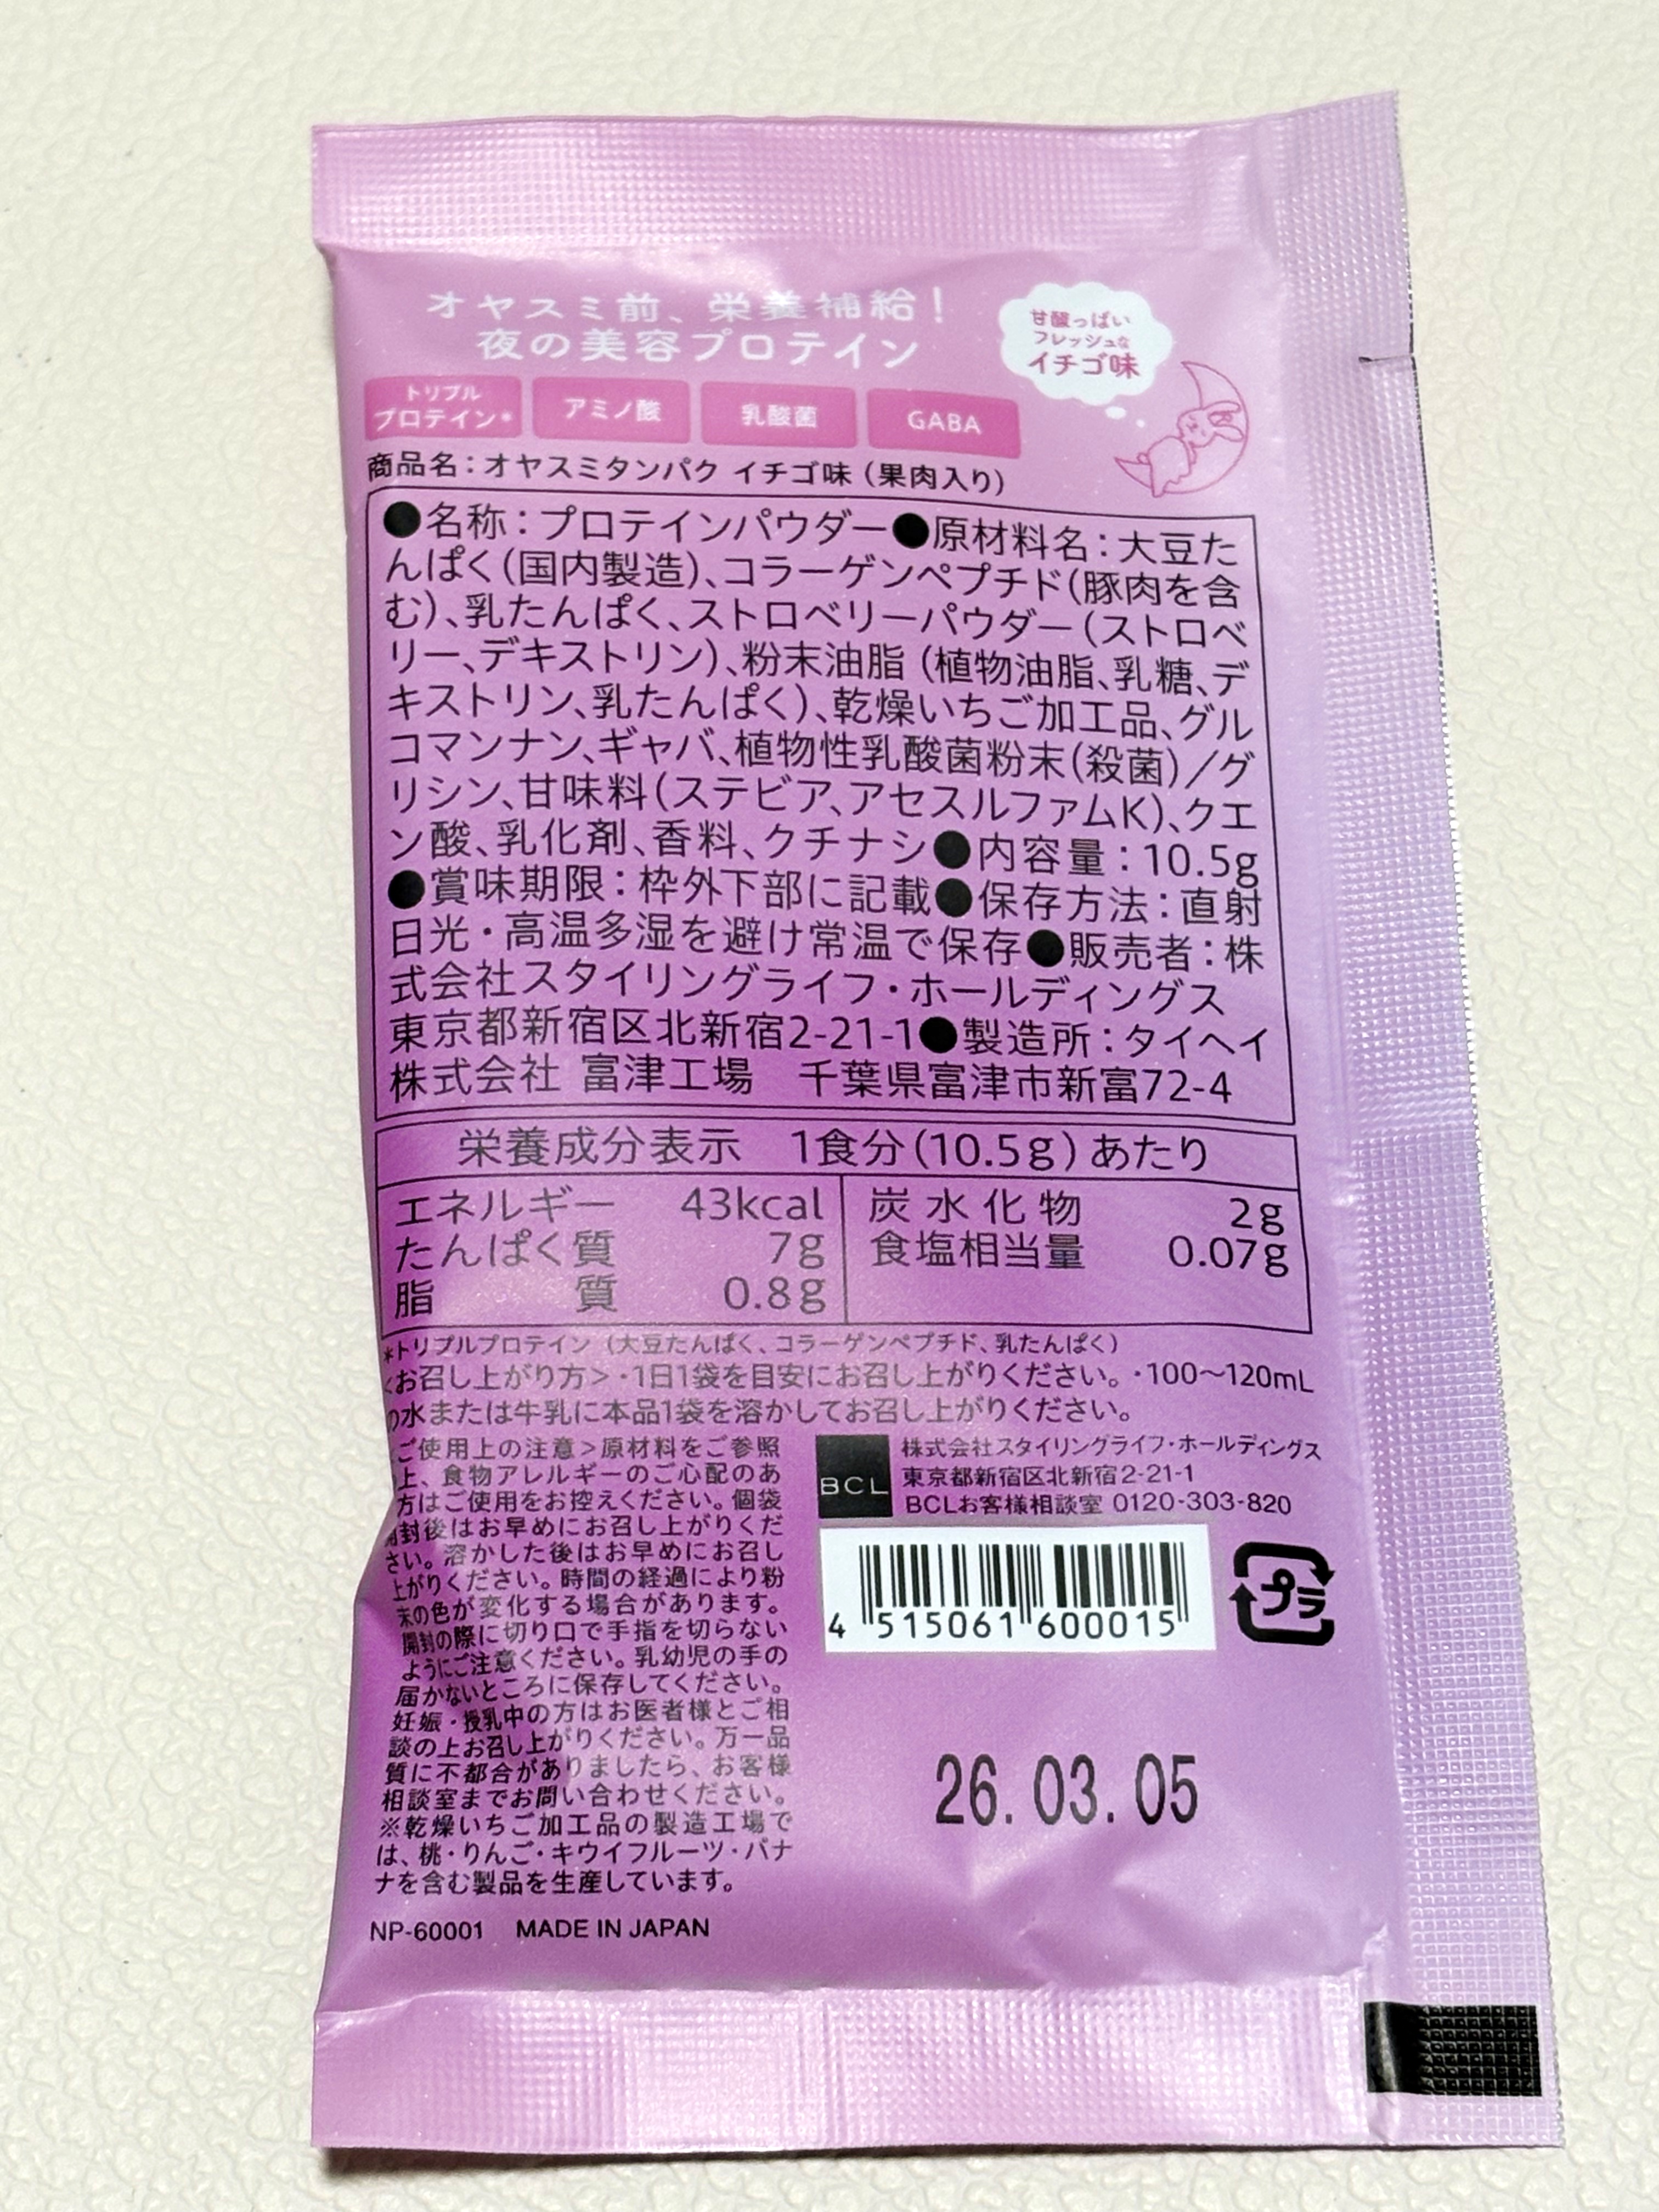 オヤスミ前、栄養補給!
夜の美容プロテイン
甘酸っぱい
フレッシュな
イチゴ味
トリプル
プロテイン*
アミノ酸
乳酸菌
GABA
商品名:オヤスミタンパク イチゴ味(果肉入り)
●名称:プロテインパウダー●原材料名:大豆た
んぱく(国内製造)、コラーゲンペプチド(豚肉を含
む)、乳たんぱく、ストロベリーパウダー(ストロベ
リー、デキストリン)、粉末油脂(植物油脂、乳糖、デ
キストリン、乳たんぱく)、乾燥いちご加工品、グル
コマンナン、ギャバ、植物性乳酸菌粉末(殺菌)/グ
リシン、甘味料(ステビア、アセスルファムK)、クエ
ン酸、乳化剤、香料、クチナシ●内容量:10.5g
●賞味期限:枠外下部に記載●保存方法:直射
日光・高温多湿を避け常温で保存●販売者:株
式会社スタイリングライフ・ホールディングス
東京都新宿区北新宿2-21-1●製造所:タイヘイ
株式会社 富津工場 千葉県富津市新富72-4
栄養成分表示 1食分(10.5g)あたり
エネルギー 43kcal
たんぱく質 7g
脂質 0.8g
炭水化物 2g
食塩相当量 0.07g
*トリプルプロテイン(大豆たんぱく、コラーゲンペプチド、乳たんぱく)
<お召し上がり方>・1日1袋を目安にお召し上がりください。・100〜120mL
の水または牛乳に本品1袋を溶かしてお召し上がりください。
ご使用上の注意>原材料をご参照
上、食物アレルギーのご心配のあ
方はご使用をお控えください。個袋
開封後はお早めにお召し上がりくだ
さい。溶かした後はお早めにお召し
上がりください。時間の経過により粉
末の色が変化する場合があります。
開封の際に切り口で手指を切らない
ようにご注意ください。乳幼児の手の
届かないところに保存してください。
妊娠・授乳中の方はお医者様とご相
談の上お召し上がりください。万一品
質に不都合がありましたら、お客様
相談室までお問い合わせください。
※乾燥いちご加工品の製造工場で
は、桃・りんご・キウイフルーツ・バナ
ナを含む製品を生産しています。
NP-60001 MADE IN JAPAN
BCL
株式会社スタイリングライフ・ホールディングス
東京都新宿区北新宿2-21-1
BCLお客様相談室 0120-303-820
4 515061 600015
プラ
26.03.05